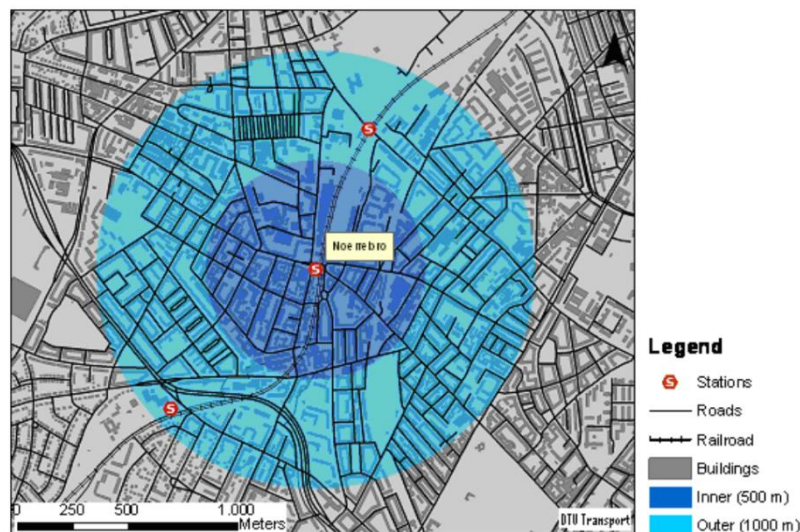 S
Noerrebro
S
S
0 250 500 1.000
Meters
DTU Transport
Legend
S Stations
Roads
Railroad
Buildings
Inner (500 m)
Outer (1000 m)